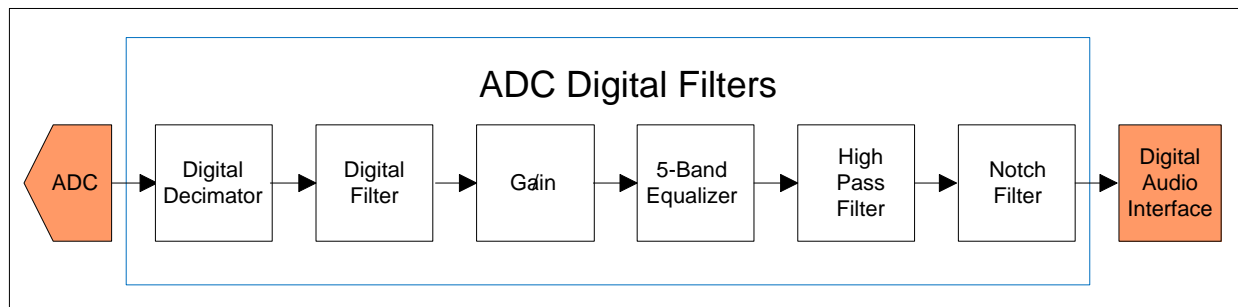 ADC Digital Filters
ADC
Digital
Decimator
Digital
Filter
Gain
5-Band
Equalizer
High
Pass
Filter
Notch
Filter
Digital
Audio
Interface